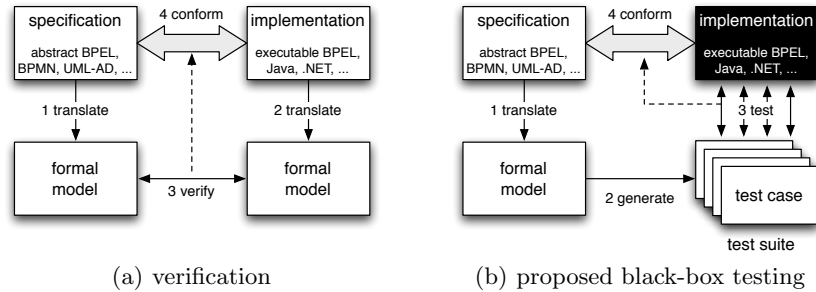 specification
abstract BPEL,
BPMN, UML-AD, ...
4 conform
implementation
executable BPEL,
Java, .NET, ...
1 translate
2 translate
formal
model
3 verify
formal
model
(a) verification
specification
abstract BPEL,
BPMN, UML-AD, ...
4 conform
implementation
executable BPEL,
Java, .NET, ...
1 translate
3 test
formal
model
2 generate
test case
test suite
(b) proposed black-box testing